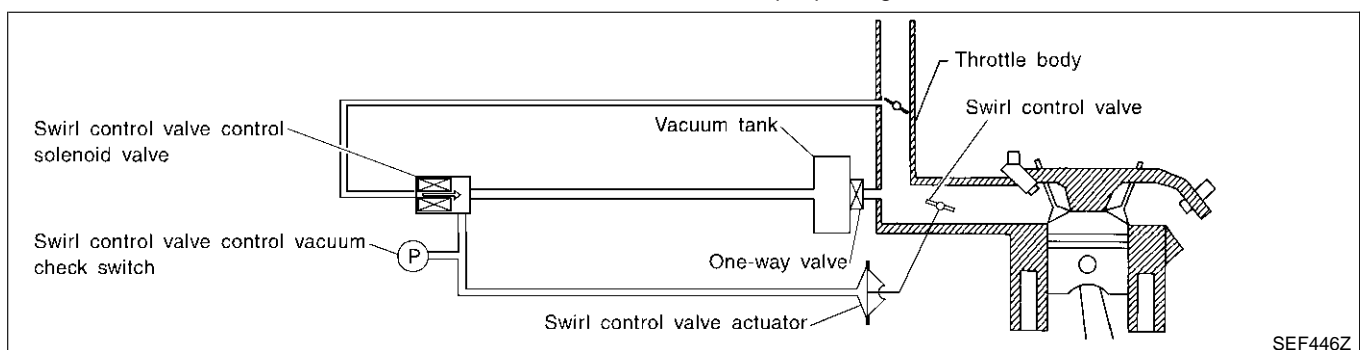 Throttle body
Swirl control valve
Vacuum tank
Swirl control valve control
solenoid valve
Swirl control valve control vacuum
check switch
P
One-way valve
Swirl control valve actuator
SEF446Z